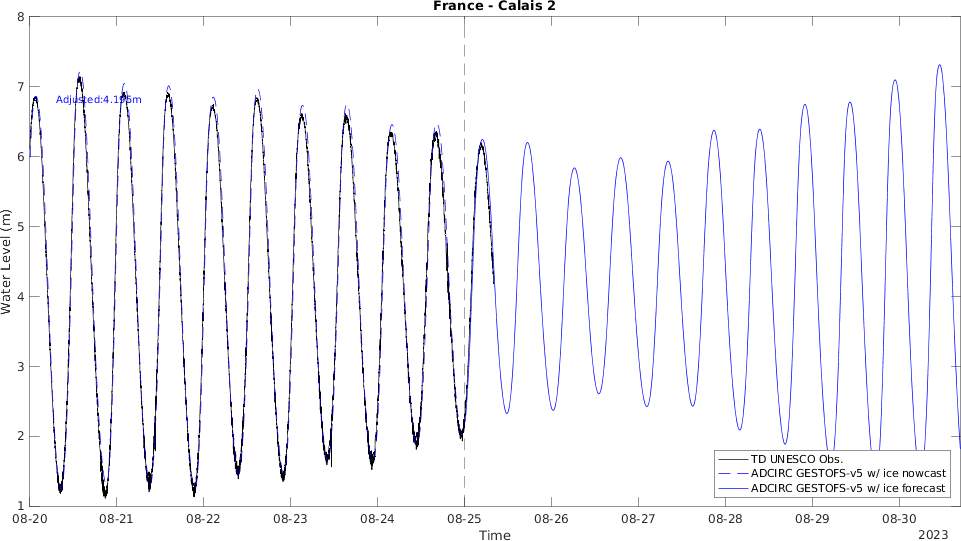 France - Calais 2
8
7
6
5
4
3
2
1
Water Level (m)
Adjusted:4.195m
TD UNESCO Obs.
ADCIRC GESTOFS-v5 w/ ice nowcast
ADCIRC GESTOFS-v5 w/ ice forecast
08-20 08-21 08-22 08-23 08-24 08-25 08-26 08-27 08-28 08-29 08-30
Time
2023